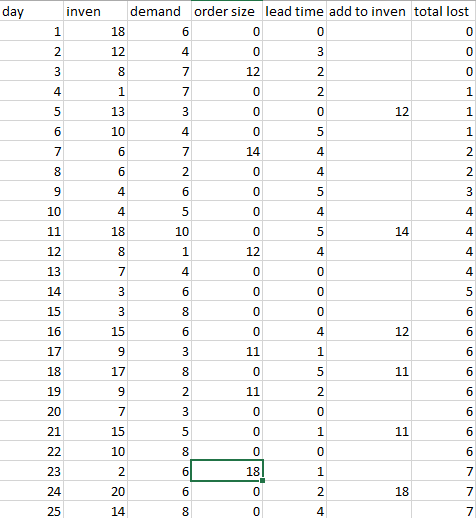 day inven demand order size lead time add to inven total lost
1 18 6 0 0 0
2 12 4 0 3 0
3 8 7 12 2 0
4 1 7 0 2 1
5 13 3 0 0 12 1
6 10 4 0 5 1
7 6 7 14 4 2
8 6 2 0 4 2
9 4 6 0 5 3
10 4 5 0 4 4
11 18 10 0 5 14 4
12 8 1 12 4 4
13 7 4 0 0 4
14 3 6 0 0 5
15 3 8 0 0 6
16 15 6 0 4 12 6
17 9 3 11 1 6
18 17 8 0 5 11 6
19 9 2 11 2 6
20 7 3 0 0 6
21 15 5 0 1 11 6
22 10 8 0 0 6
23 2 6 18 1 7
24 20 6 0 2 18 7
25 14 8 0 4 7